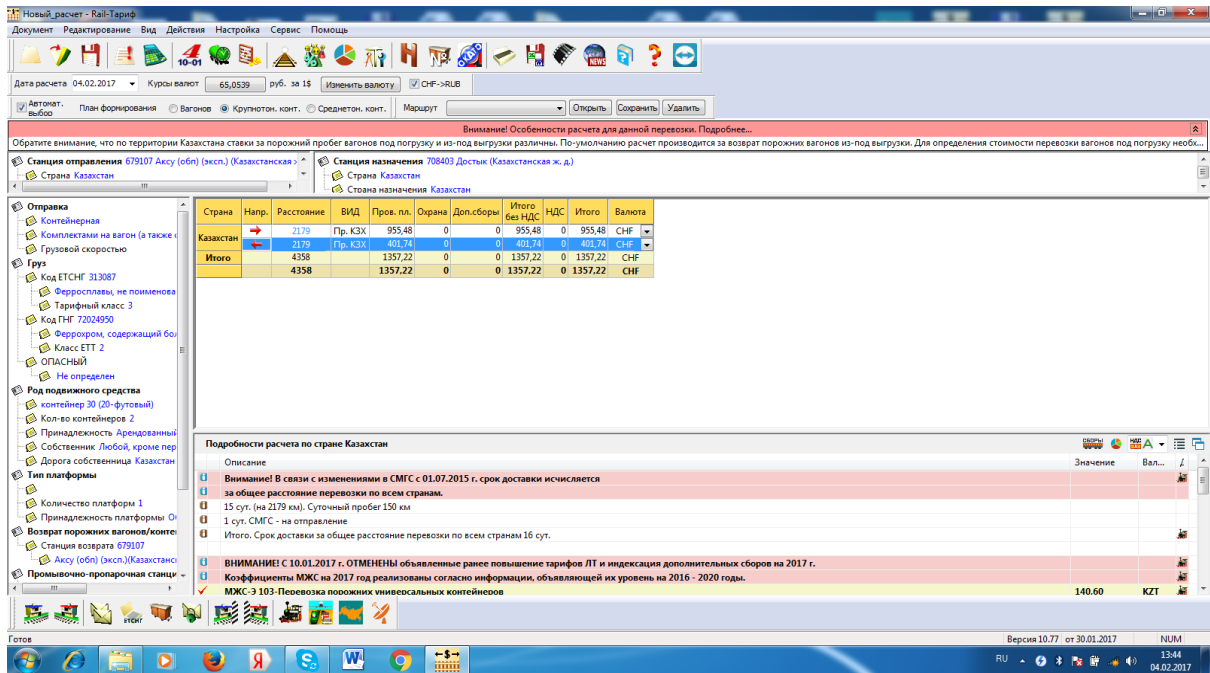 Новый_расчет - Rail-Тариф
Документ Редактирование Вид Действия Настройка Сервис Помощь
10-01
NEWS
Дата расчета 04.02.2017 Курсы валют 65,0539 руб. за 1$ Изменить валюту CHF->RUB
Автомат. выбор План формирования Вагонов Крупнотон. конт. Среднетон. конт. Маршрут Открыть Сохранить Удалить
Внимание! Особенности расчета для данной перевозки. Подробнее...
Обратите внимание, что по территории Казахстана ставки за порожний пробег вагонов под погрузку и из-под выгрузки различны. По-умолчанию расчет производится за возврат порожних вагонов из-под выгрузки. Для определения стоимости перевозки вагонов под погрузку необх...
Станция отправления 679107 Аксу (обп) (эксп.) (Казахстанская
Страна Казахстан
Станция назначения 708403 Достык (Казахстанская ж. д.)
Страна Казахстан
Страна назначения Казахстан
Отправка
Контейнерная
Комплектами на вагон (а также
Грузовой скоростью
Груз
Код ЕТСНГ 313087
Ферросплавы, не поименова
Тарифный класс 3
Код ГНГ 72024950
Феррохром, содержащий бол
Класс ЕТТ 2
ОПАСНЫЙ
Не определен
Род подвижного средства
контейнер 30 (20-футовый)
Кол-во контейнеров 2
Принадлежность Арендованный
Собственник Любой, кроме пер
Дорога собственница Казахстан
Тип платформы
Количество платформ 1
Принадлежность платформы О
Возврат порожних вагонов/конте
Станция возврата 679107
Аксу (обп) (эксп.)(Казахстанс
Промывочно-пропарочная станци
Страна Напр. Расстояние ВИД Пров. пл. Охрана Доп.сборы Итого без НДС НДС Итого Валюта
Казахстан 2179 Пр. КЗХ 955,48 0 0 955,48 0 955,48 CHF
2179 Пр. КЗХ 401,74 0 0 401,74 0 401,74 CHF
Итого 4358 1357,22 0 0 1357,22 0 1357,22 CHF
4358 1357,22 0 0 1357,22 0 1357,22 CHF
Подробности расчета по стране Казахстан
СБОРЫ НДС А
Описание Значение Вал...
Внимание! В связи с изменениями в СМГС с 01.07.2015 г. срок доставки исчисляется
за общее расстояние перевозки по всем странам.
15 сут. (на 2179 км). Суточный пробег 150 км
1 сут. СМГС - на отправление
Итого. Срок доставки за общее расстояние перевозки по всем странам 16 сут.
ВНИМАНИЕ! С 10.01.2017 г. ОТМЕНЕНЫ объявленные ранее повышение тарифов ЛТ и индексация дополнительных сборов на 2017 г.
Коэффициенты МЖС на 2017 год реализованы согласно информации, объявляющей их уровень на 2016 - 2020 годы.
МЖС-Э 103-Перевозка порожних универсальных контейнеров 140.60 KZT
ЕТСНГ
Готов Версия 10.77 от 30.01.2017 NUM
RU 13:44
04.02.2017